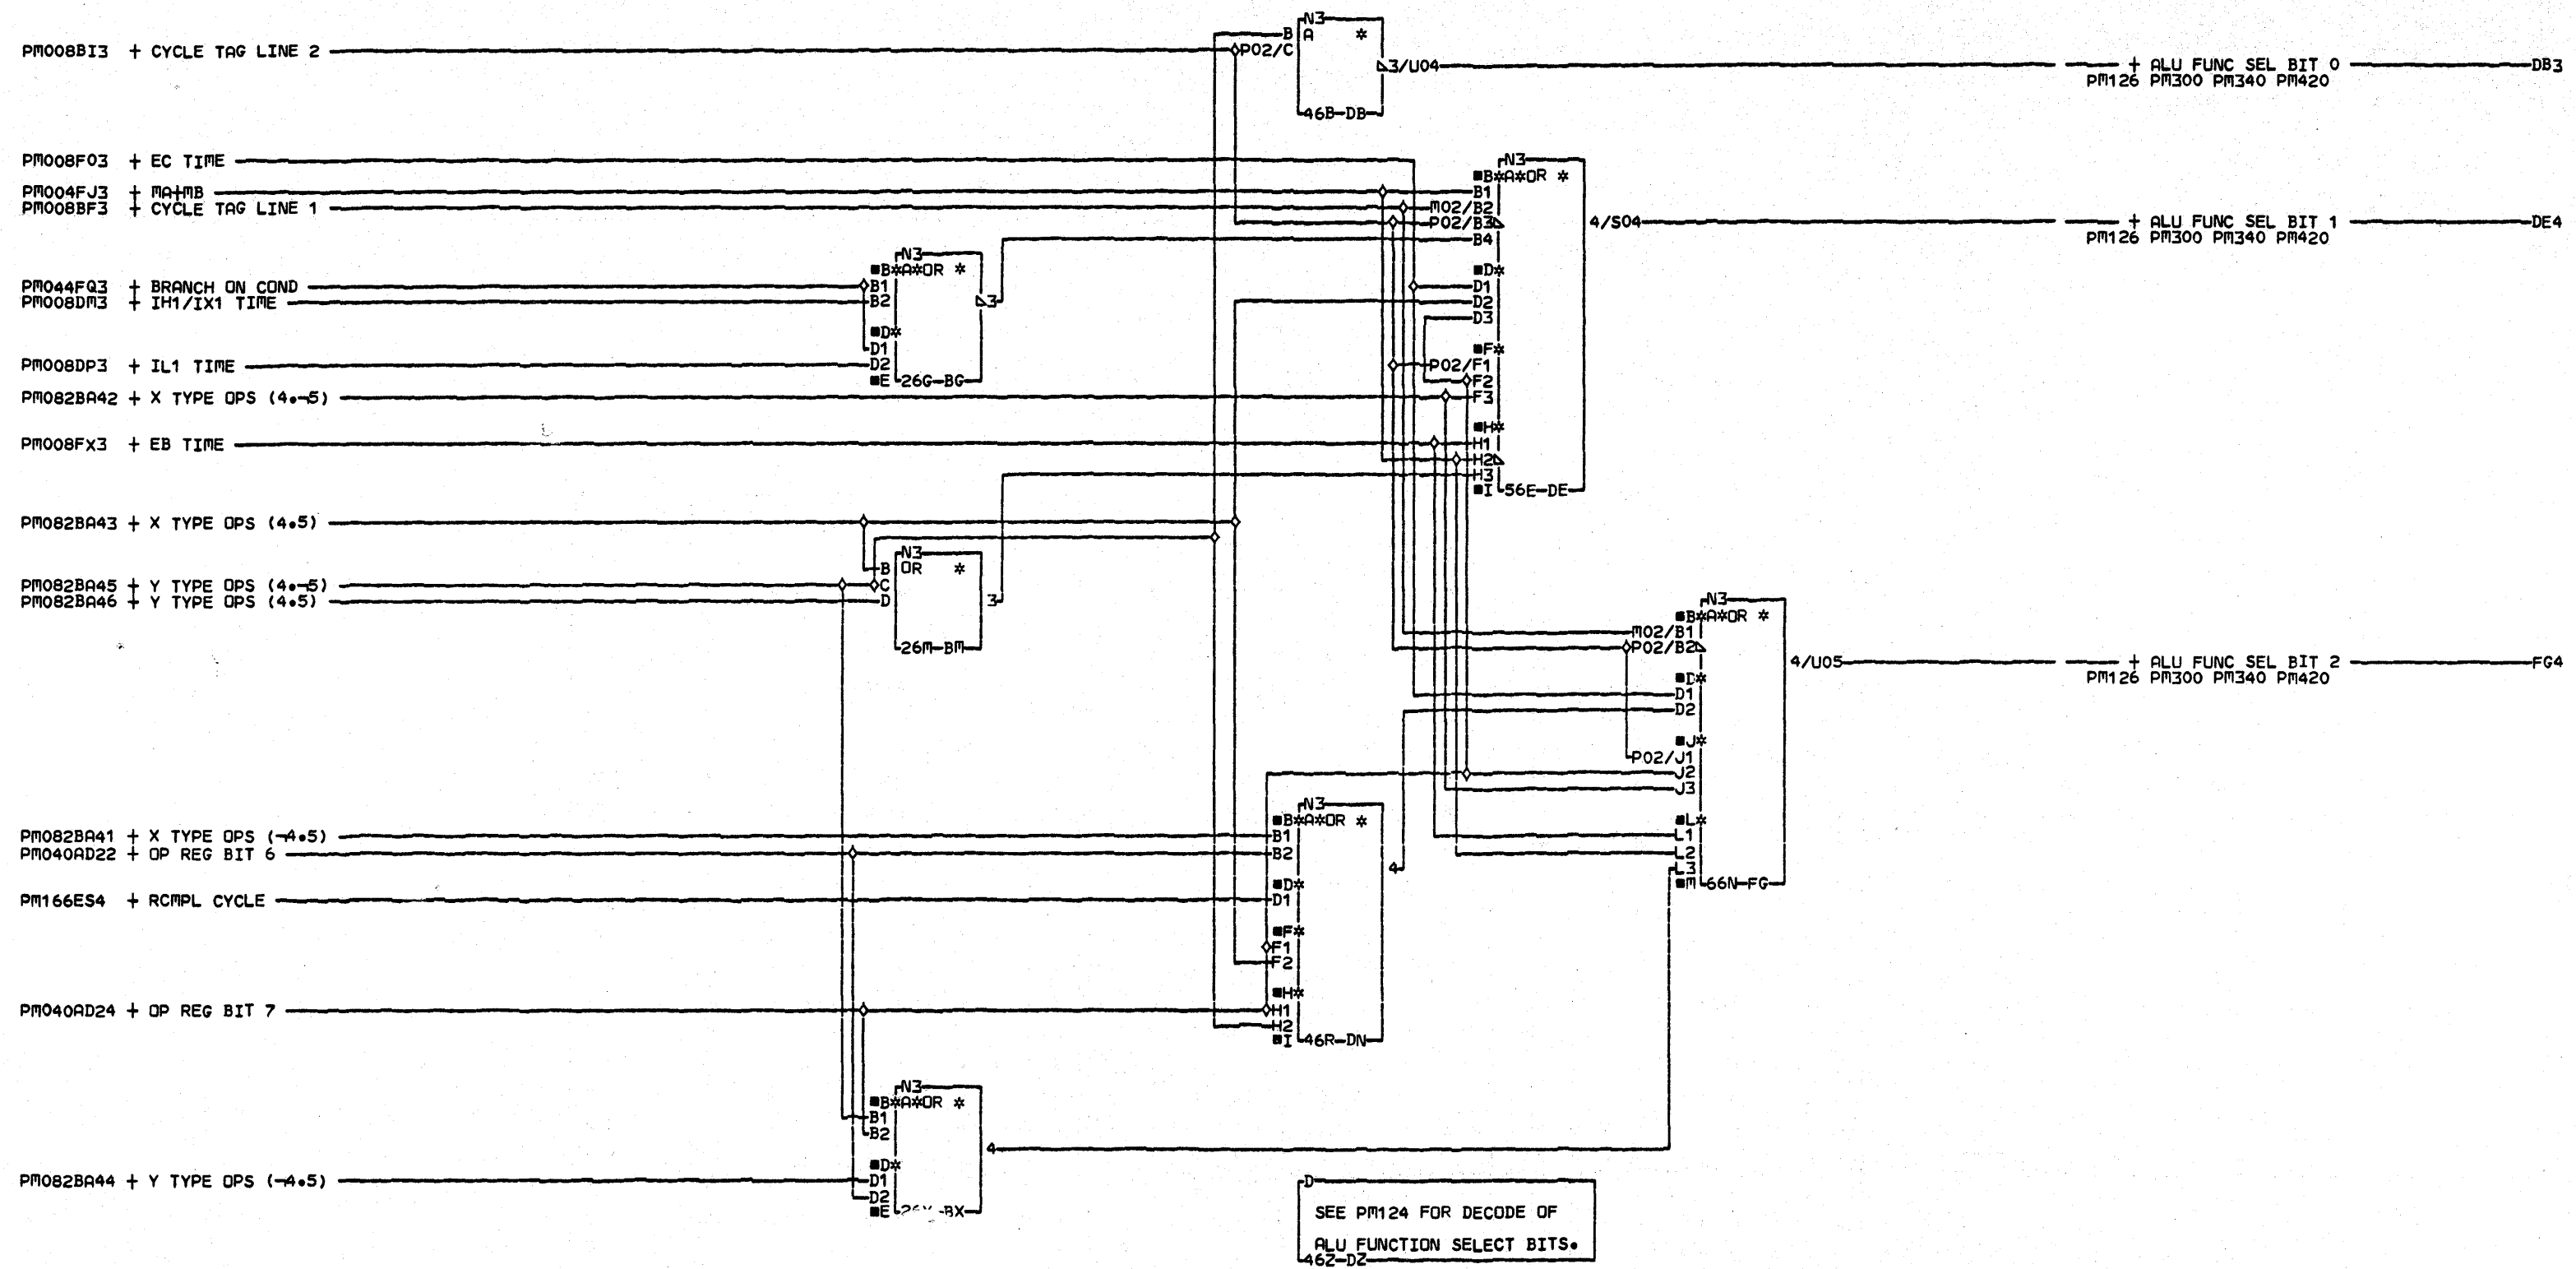 N3
B A *
PM008BI3 + CYCLE TAG LINE 2 P02/C
3/U04 + ALU FUNC SEL BIT 0 DB3
PM126 PM300 PM340 PM420
46B-DB
PM008FO3 + EC TIME
N3
■B*A*OR *
PM004FJ3 + MA+MB B1
PM008BF3 + CYCLE TAG LINE 1 M02/B2
P02/B3
4/S04 + ALU FUNC SEL BIT 1 DE4
PM126 PM300 PM340 PM420
B4
N3
■B*A*OR *
■D*
PM044FQ3 + BRANCH ON COND B1
D1
PM008DM3 + IH1/IX1 TIME B2 3
D2
D3
■D*
D1
■F*
PM008DP3 + IL1 TIME D2
P02/F1
■E 26G-BG
F2
PM082BA42 + X TYPE OPS (4•¬5) F3
■H*
PM008FX3 + EB TIME H1
H2
H3
■I 56E-DE
PM082BA43 + X TYPE OPS (4•5)
N3
B OR *
PM082BA45 + Y TYPE OPS (4•¬5) C
PM082BA46 + Y TYPE OPS (4•5) D 3
26M-BM
N3
■B*A*OR *
M02/B1
P02/B2
4/U05 + ALU FUNC SEL BIT 2 FG4
PM126 PM300 PM340 PM420
■D*
D1
D2
■J*
P02/J1
J2
J3
N3
■B*A*OR *
■L*
PM082BA41 + X TYPE OPS (¬4•5) B1
L1
PM040AD22 + OP REG BIT 6 B2
L2
4
L3
■M 66N-FG
■D*
PM166ES4 + RCMPL CYCLE D1
■F*
F1
F2
■H*
PM040AD24 + OP REG BIT 7 H1
H2
■I 46R-DN
N3
■B*A*OR *
B1
B2
4
■D*
PM082BA44 + Y TYPE OPS (¬4•5) D1
D2
■E -BX
D
SEE PM124 FOR DECODE OF
ALU FUNCTION SELECT BITS.
46Z-DZ